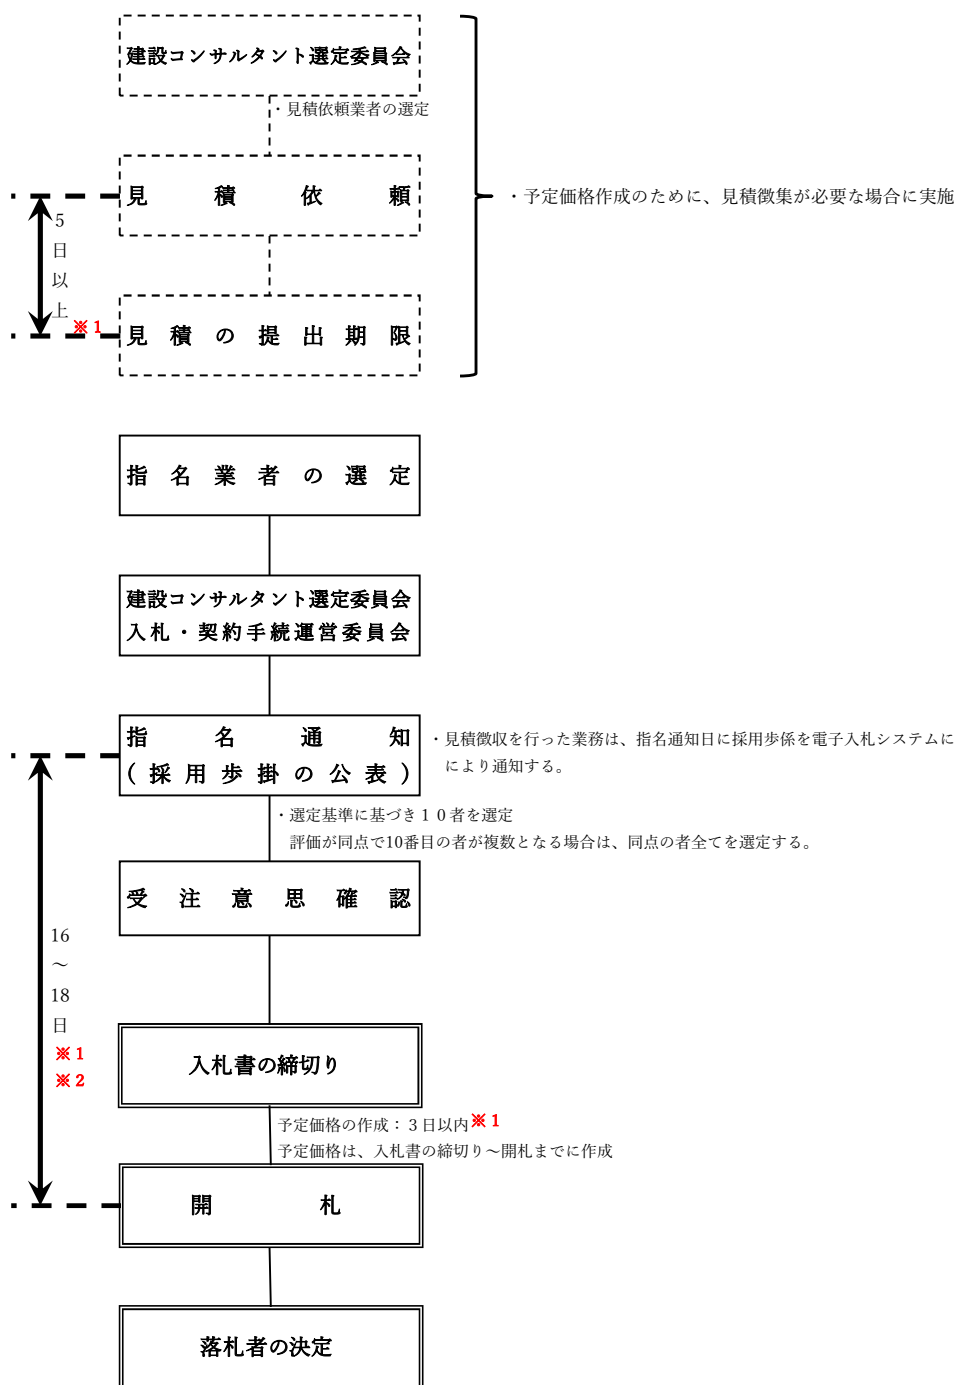 建設コンサルタント選定委員会
・見積依頼業者の選定
見積依頼
・予定価格作成のために、見積徴集が必要な場合に実施
5
日
以
上
※1
見積の提出期限
指名業者の選定
建設コンサルタント選定委員会
入札・契約手続運営委員会
指名通知
(採用歩掛の公表)
・見積徴収を行った業務は、指名通知日に採用歩係を電子入札システムに
により通知する。
・選定基準に基づき10者を選定
評価が同点で10番目の者が複数となる場合は、同点の者全てを選定する。
受注意思確認
16
～
18
日
※1
※2
入札書の締切り
予定価格の作成：3日以内※1
予定価格は、入札書の締切り～開札までに作成
開札
落札者の決定